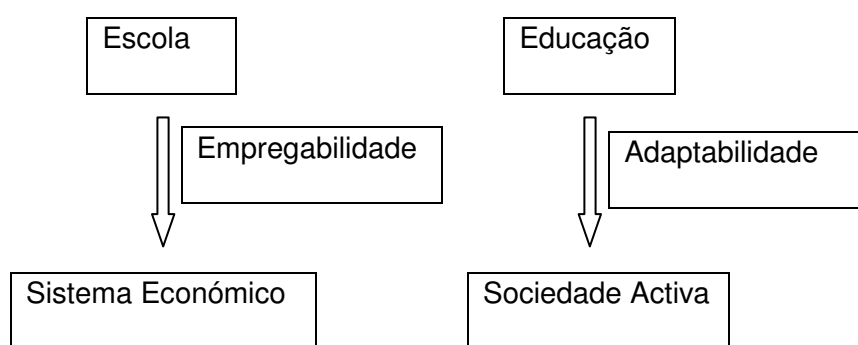 Escola
Educação
Empregabilidade
Adaptabilidade
Sistema Económico
Sociedade Activa